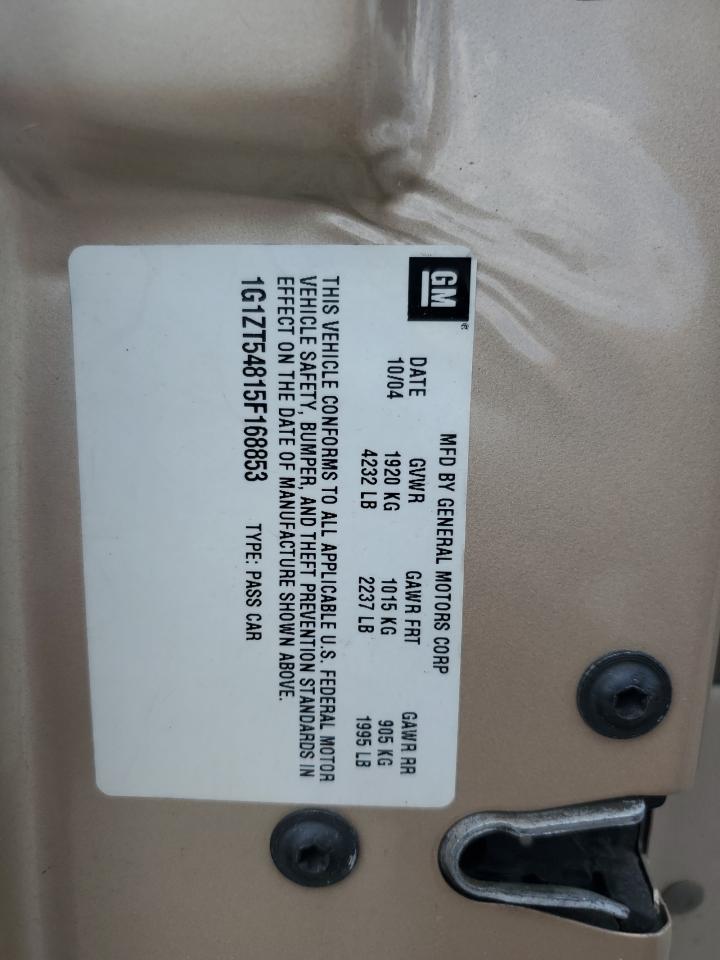 GM
®
MFD BY GENERAL MOTORS CORP
DATE GVWR GAWR FRT GAWR RR
10/04 1920 KG 1015 KG 905 KG
4232 LB 2237 LB 1995 LB
THIS VEHICLE CONFORMS TO ALL APPLICABLE U.S. FEDERAL MOTOR
VEHICLE SAFETY, BUMPER, AND THEFT PREVENTION STANDARDS IN
EFFECT ON THE DATE OF MANUFACTURE SHOWN ABOVE.
1G1ZT54815F168853 TYPE: PASS CAR